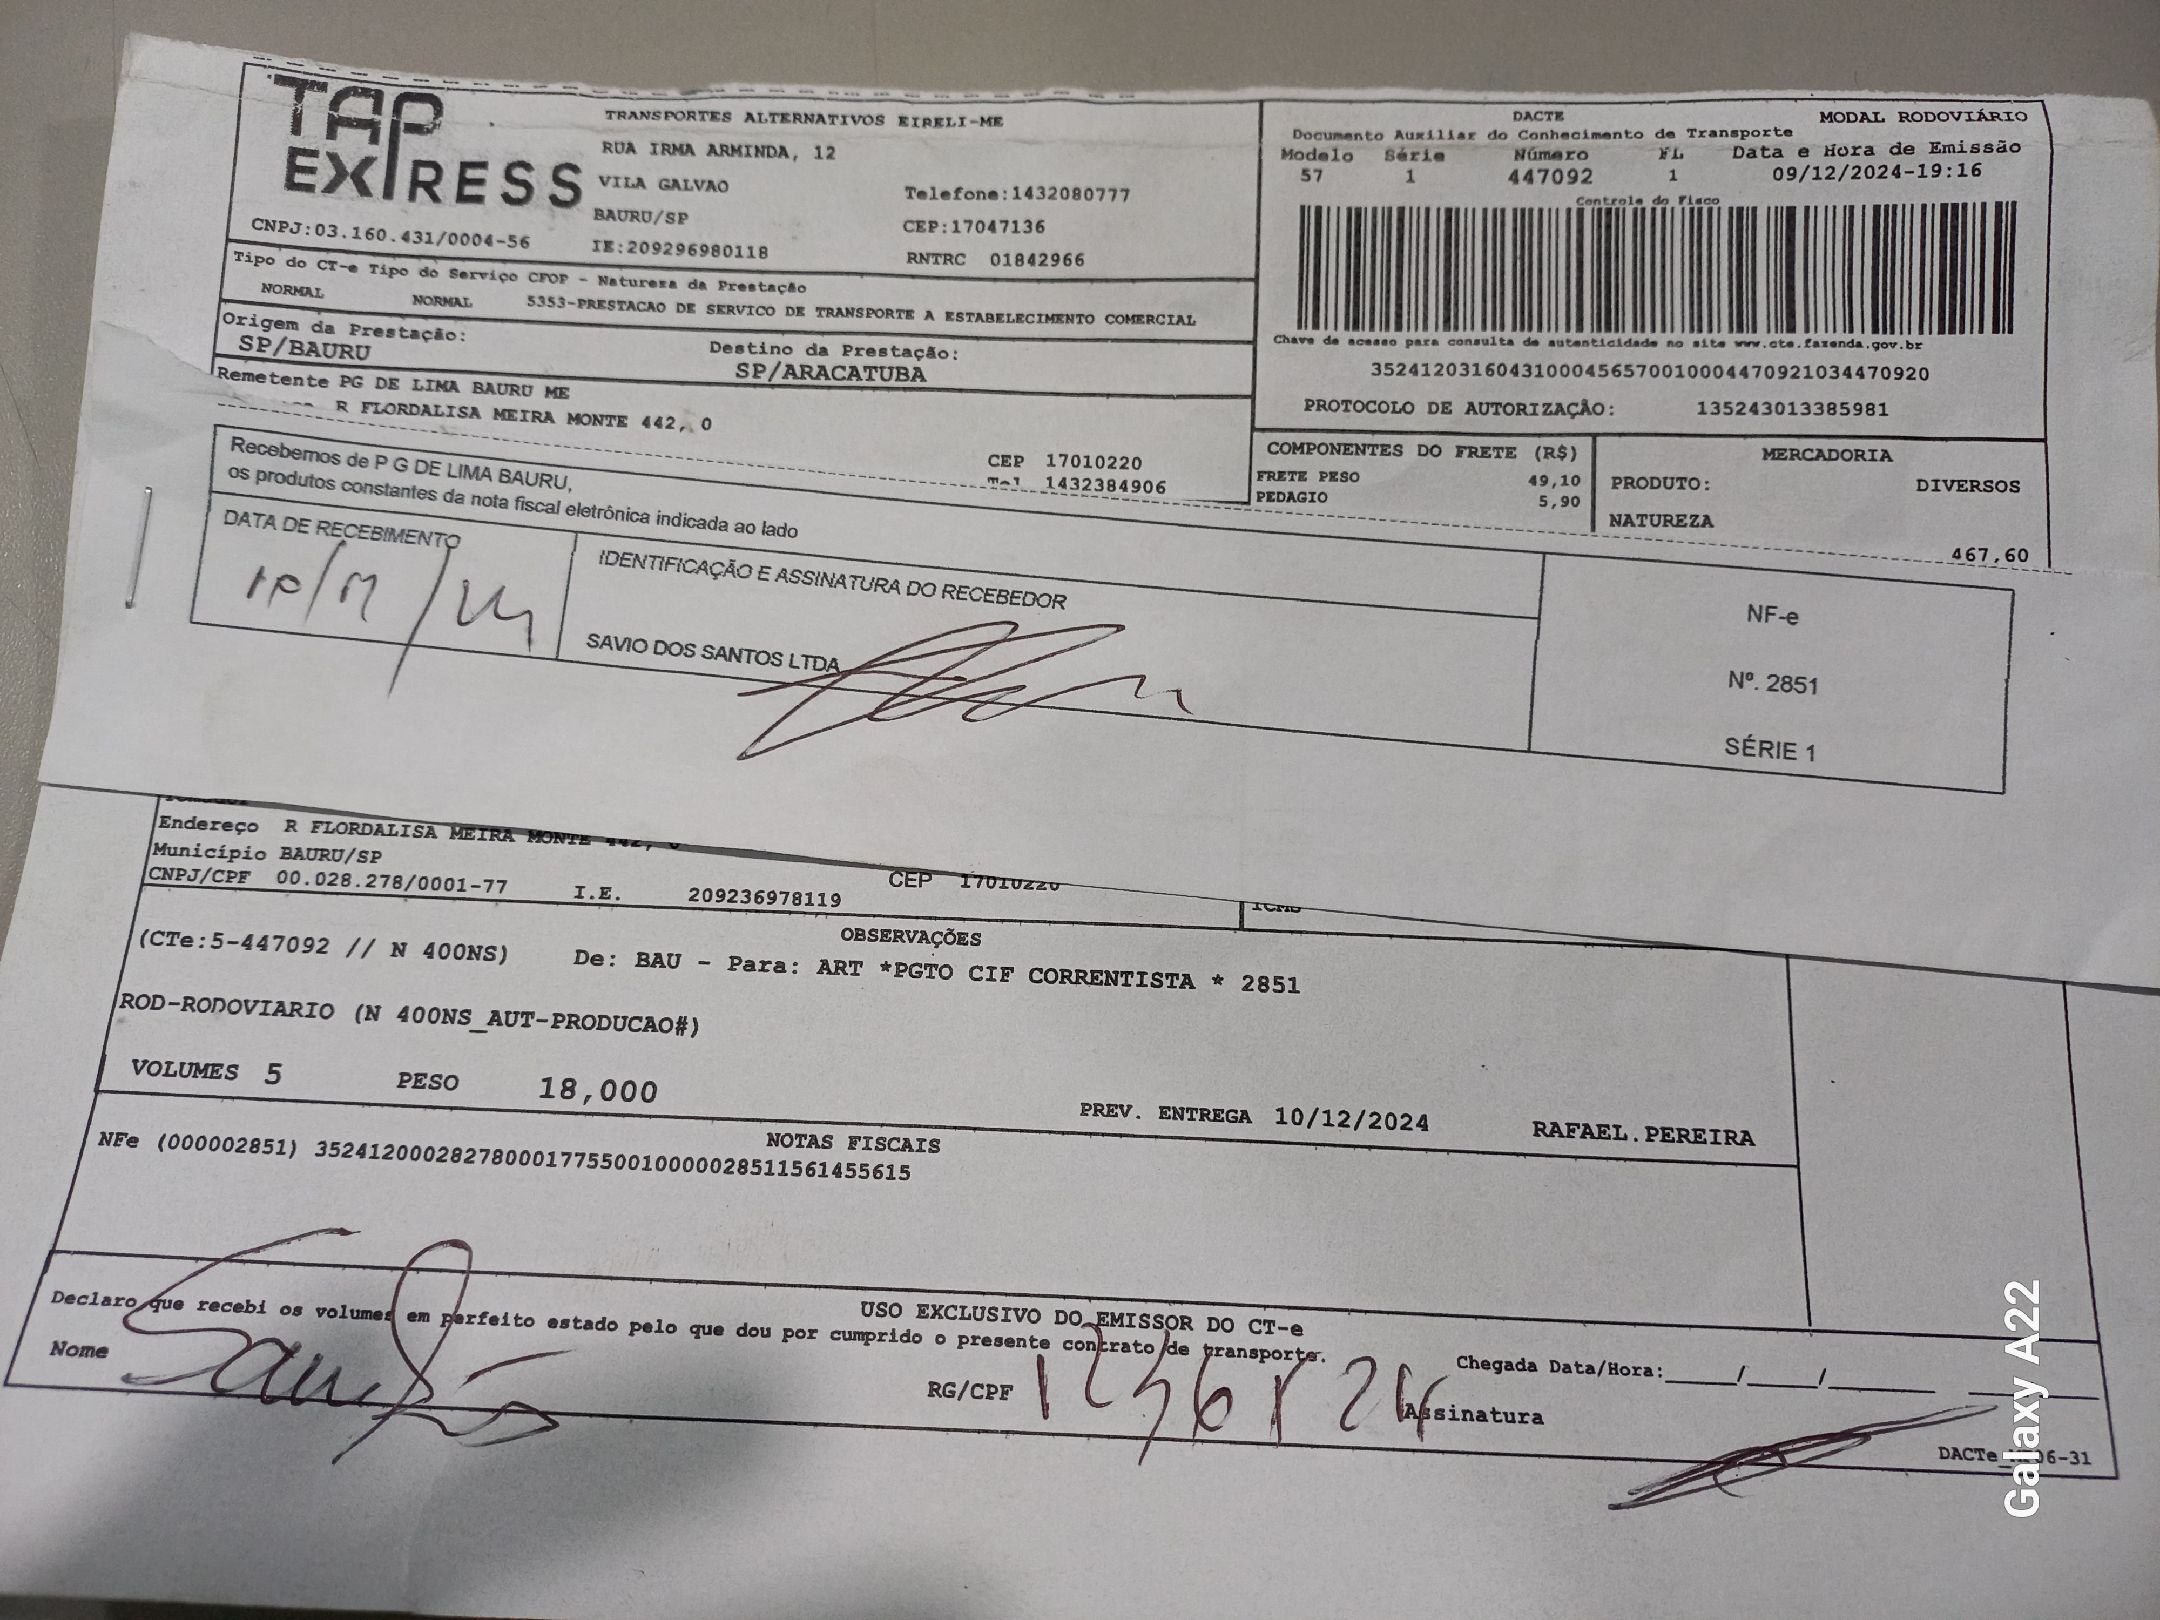 TAP EXPRESS
TRANSPORTES ALTERNATIVOS EIRELI-ME
RUA IRMA ARMINDA, 12
VILA GALVAO
Telefone:1432080777
BAURU/SP
CEP:17047136
CNPJ:03.160.431/0004-56
IE:209296980118
RNTRC 01842966
DACTE
MODAL RODOVIÁRIO
Documento Auxiliar do Conhecimento de Transporte
Modelo Série Número FL Data e Hora de Emissão
57 1 447092 1 09/12/2024-19:16
Controle do Fisco
Chave de acesso para consulta de autenticidade no site www.cte.fazenda.gov.br
35241203160431000456570010004470921034470920
PROTOCOLO DE AUTORIZAÇÃO: 135243013385981
Tipo do CT-e Tipo do Serviço CFOP - Natureza da Prestação
NORMAL NORMAL 5353-PRESTACAO DE SERVICO DE TRANSPORTE A ESTABELECIMENTO COMERCIAL
Origem da Prestação: Destino da Prestação:
SP/BAURU SP/ARACATUBA
Remetente PG DE LIMA BAURU ME
R FLORDALISA MEIRA MONTE 442, 0
CEP 17010220
Tel 1432384906
COMPONENTES DO FRETE (R$)
FRETE PESO 49,10
PEDAGIO 5,90
MERCADORIA
PRODUTO: DIVERSOS
NATUREZA
467,60
Recebemos de P G DE LIMA BAURU,
os produtos constantes da nota fiscal eletrônica indicada ao lado
DATA DE RECEBIMENTO
IDENTIFICAÇÃO E ASSINATURA DO RECEBEDOR
SAVIO DOS SANTOS LTDA
NF-e
Nº. 2851
SÉRIE 1
Endereço R FLORDALISA MEIRA MONTE 442, 0
Município BAURU/SP
CEP 17010220
CNPJ/CPF 00.028.278/0001-77 I.E. 209236978119
ICMS
OBSERVAÇÕES
(CTe:5-447092 // N 400NS) De: BAU - Para: ART *PGTO CIF CORRENTISTA * 2851
ROD-RODOVIARIO (N 400NS_AUT-PRODUCAO#)
VOLUMES 5 PESO 18,000
PREV. ENTREGA 10/12/2024 RAFAEL.PEREIRA
NOTAS FISCAIS
NFe (000002851) 35241200028278000177550010000028511561455615
USO EXCLUSIVO DO EMISSOR DO CT-e
Declaro que recebi os volumes em perfeito estado pelo que dou por cumprido o presente contrato de transporte.
Nome
RG/CPF
Chegada Data/Hora:_____/_____/_______
Assinatura
Galaxy A22